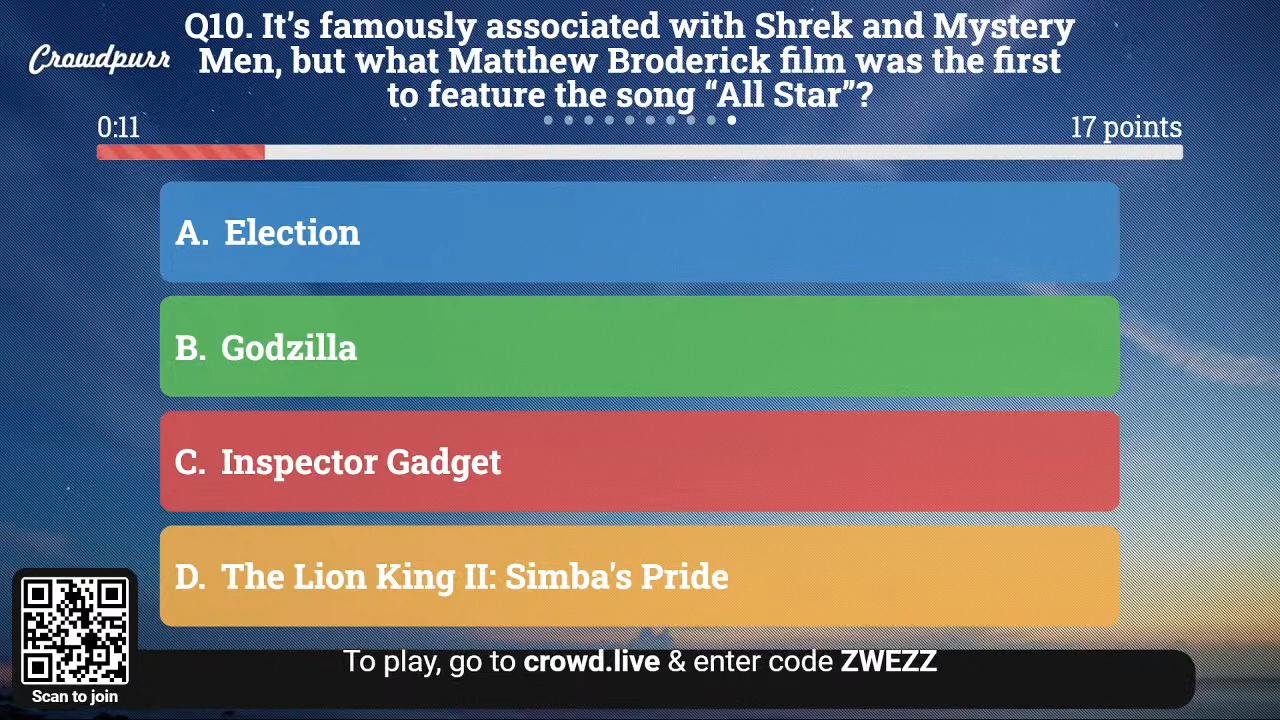 Crowdpurr
Q10. It’s famously associated with Shrek and Mystery
Men, but what Matthew Broderick film was the first
to feature the song “All Star”?
0:11
17 points
A. Election
B. Godzilla
C. Inspector Gadget
D. The Lion King II: Simba's Pride
To play, go to crowd.live & enter code ZWEZZ
Scan to join